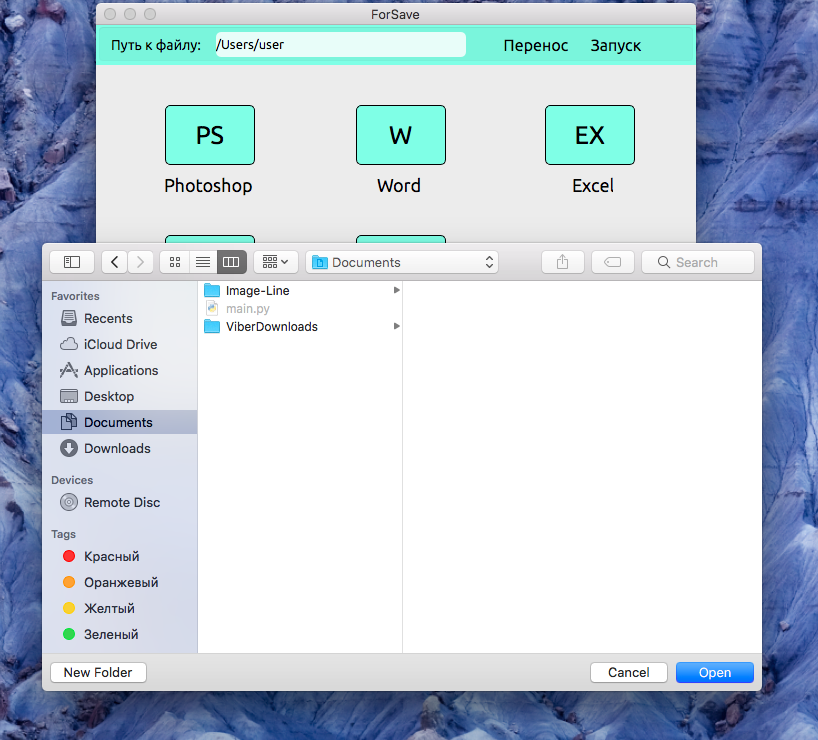 ForSave
Путь к файлу: /Users/user Перенос Запуск
PS W EX
Photoshop Word Excel
Documents Search
Favorites
Recents
iCloud Drive
Applications
Desktop
Documents
Downloads
Devices
Remote Disc
Tags
Красный
Оранжевый
Желтый
Зеленый
Image-Line
main.py
ViberDownloads
New Folder Cancel Open